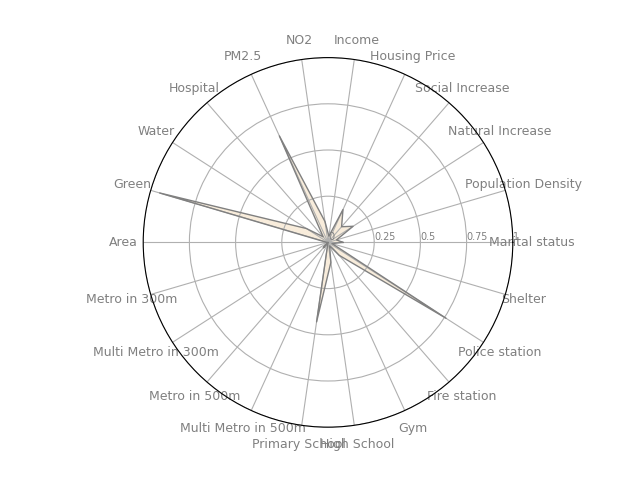 NO2 Income
PM2.5 Housing Price
Hospital Social Increase
Water Natural Increase
Green Population Density
Area 0.25 0.5 0.75 1 Marital status
Metro in 300m Shelter
Multi Metro in 300m Police station
Metro in 500m Fire station
Multi Metro in 500m Gym
Primary School High School